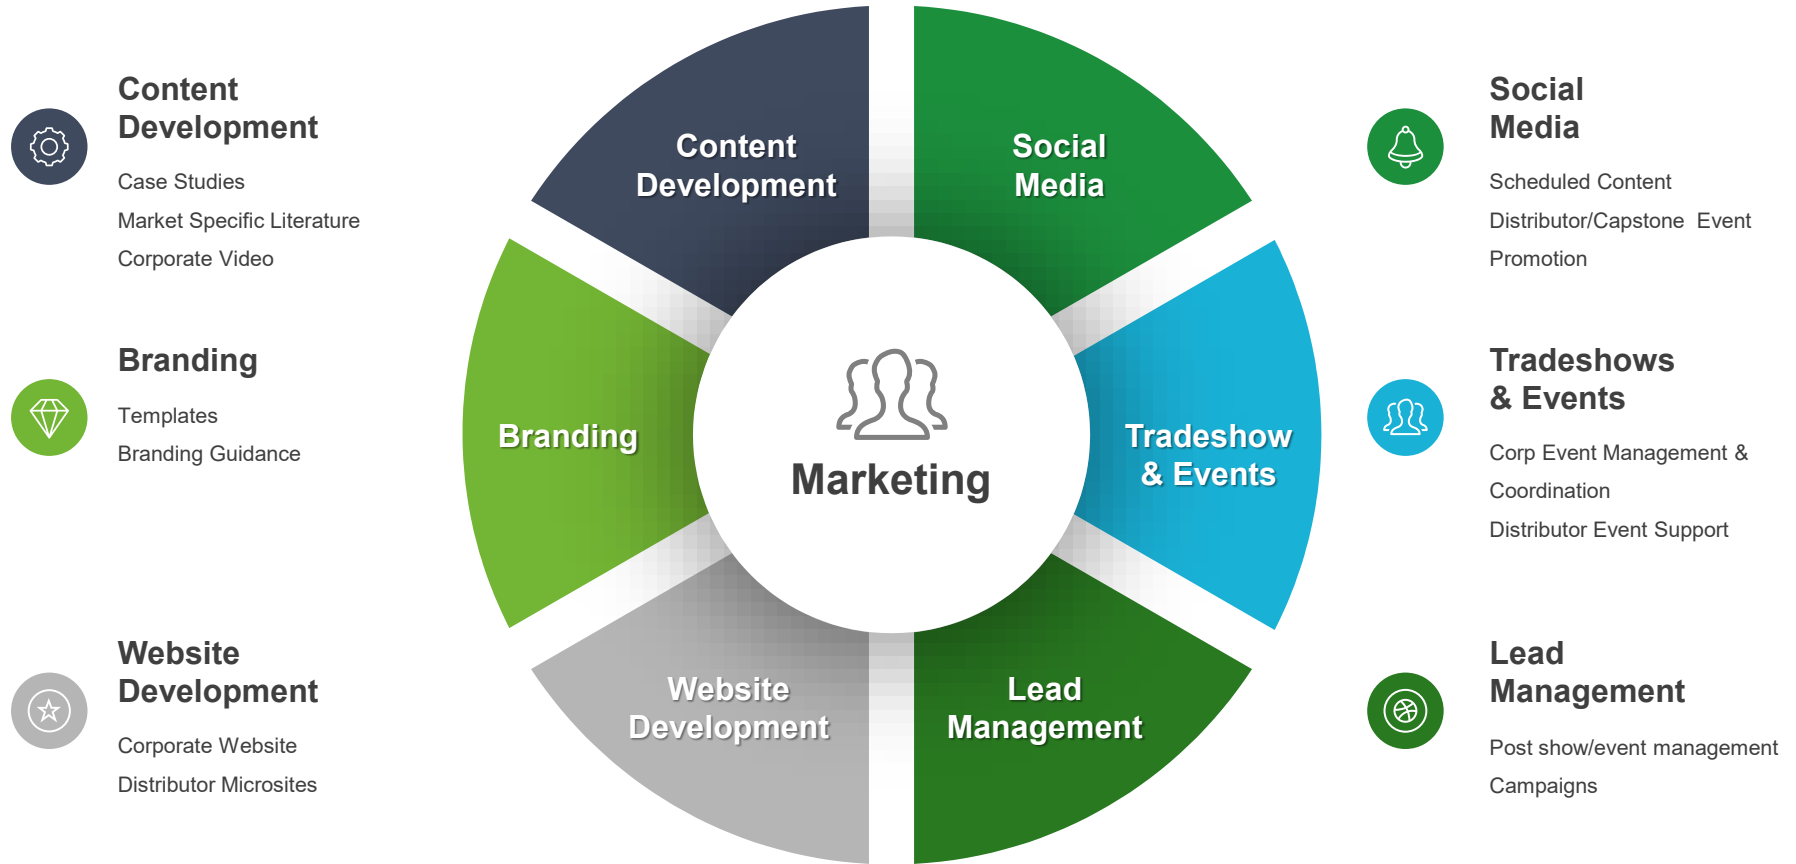 Content
Development
Case Studies
Market Specific Literature
Corporate Video
Branding
Templates
Branding Guidance
Website
Development
Corporate Website
Distributor Microsites
Content
Development
Social
Media
Branding
Marketing
Tradeshow
& Events
Website
Development
Lead
Management
Social
Media
Scheduled Content
Distributor/Capstone  Event
Promotion
Tradeshows
& Events
Corp Event Management &
Coordination
Distributor Event Support
Lead
Management
Post show/event management
Campaigns